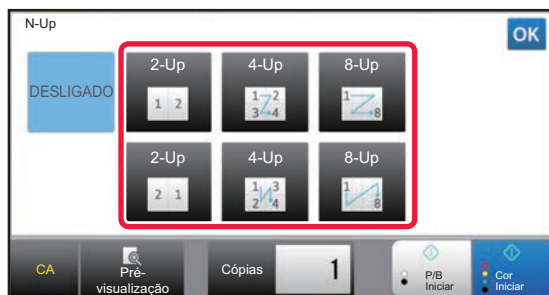 N-Up
OK
DESLIGADO
2-Up
4-Up
8-Up
1 2
1 2
3 4
1
8
2-Up
4-Up
8-Up
2 1
1 3
2 4
1
8
CA
Pré-
visualização
Cópias
1
P/B
Iniciar
Cor
Iniciar